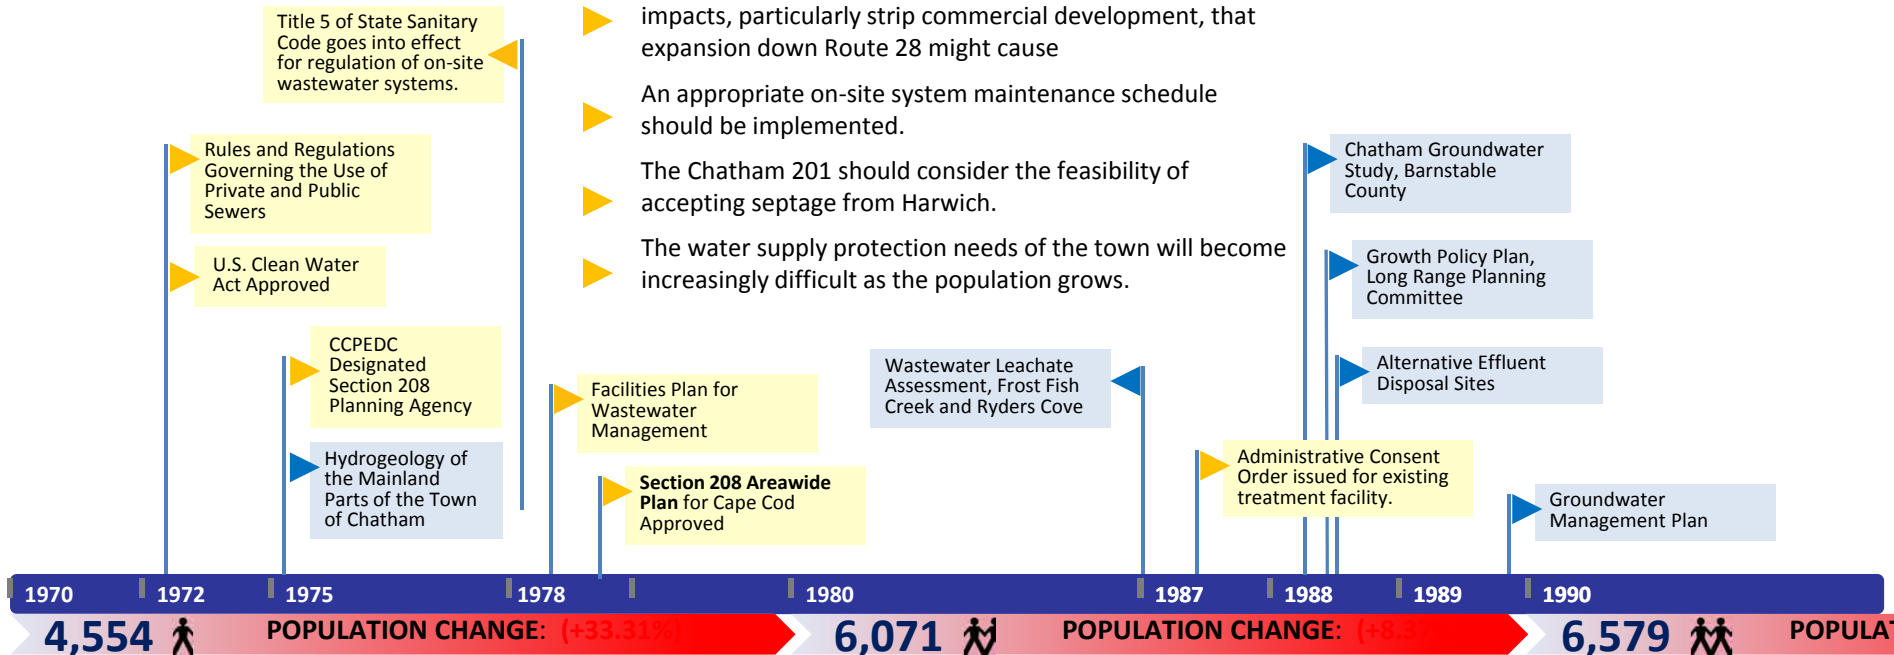 Title 5 of State Sanitary
Code goes into effect
for regulation of on-site
wastewater systems.
impacts, particularly strip commercial development, that
expansion down Route 28 might cause
An appropriate on-site system maintenance schedule
should be implemented.
The Chatham 201 should consider the feasibility of
accepting septage from Harwich.
The water supply protection needs of the town will become
increasingly difficult as the population grows.
Rules and Regulations
Governing the Use of
Private and Public
Sewers
U.S. Clean Water
Act Approved
CCPEDC
Designated
Section 208
Planning Agency
Hydrogeology of
the Mainland
Parts of the Town
of Chatham
Facilities Plan for
Wastewater
Management
Section 208 Areawide
Plan for Cape Cod
Approved
Wastewater Leachate
Assessment, Frost Fish
Creek and Ryders Cove
Administrative Consent
Order issued for existing
treatment facility.
Chatham Groundwater
Study, Barnstable
County
Growth Policy Plan,
Long Range Planning
Committee
Alternative Effluent
Disposal Sites
Groundwater
Management Plan
1970 1972 1975 1978 1980 1987 1988 1989 1990
4,554 POPULATION CHANGE: (+33.31%) 6,071 POPULATION CHANGE: (+8.37 6,579 POPULAT